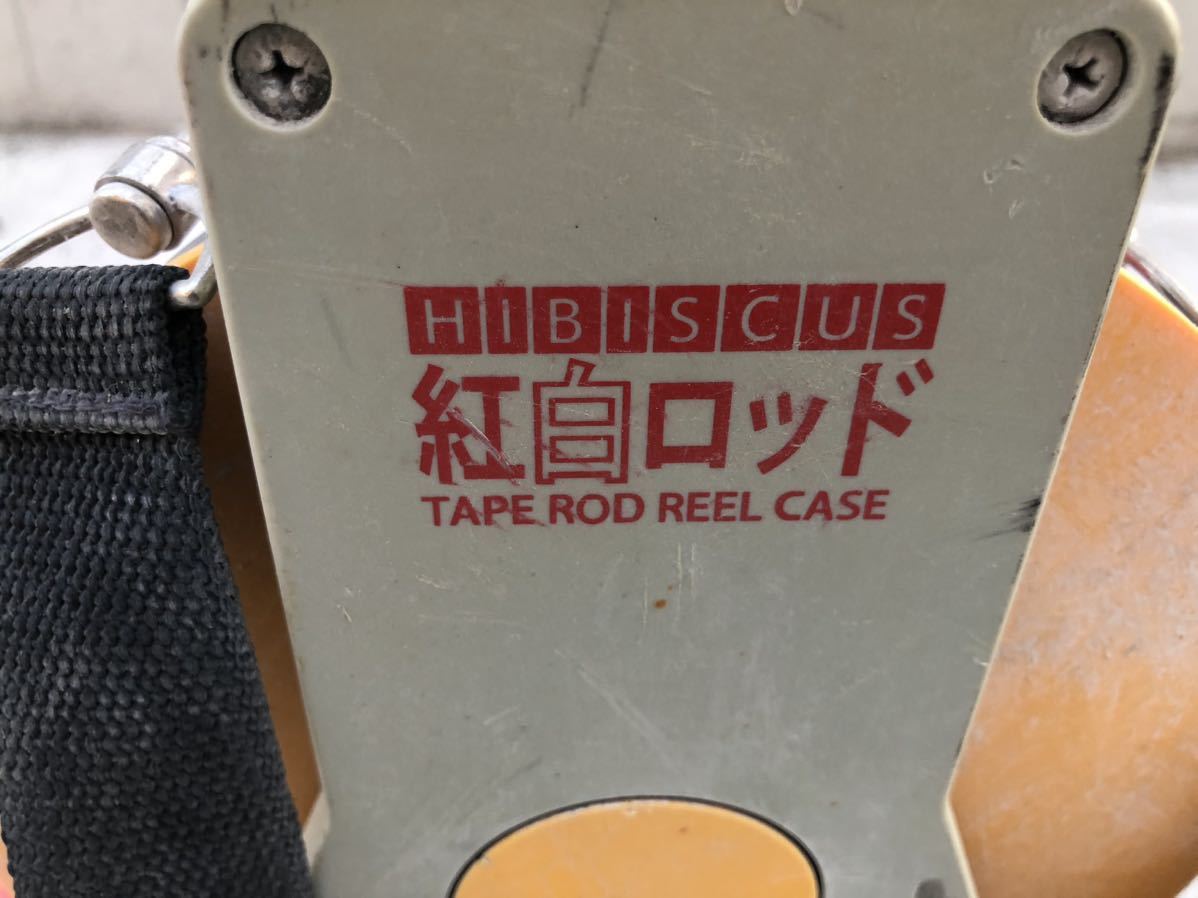 HIBISCUS
紅白ロッド
TAPE ROD REEL CASE